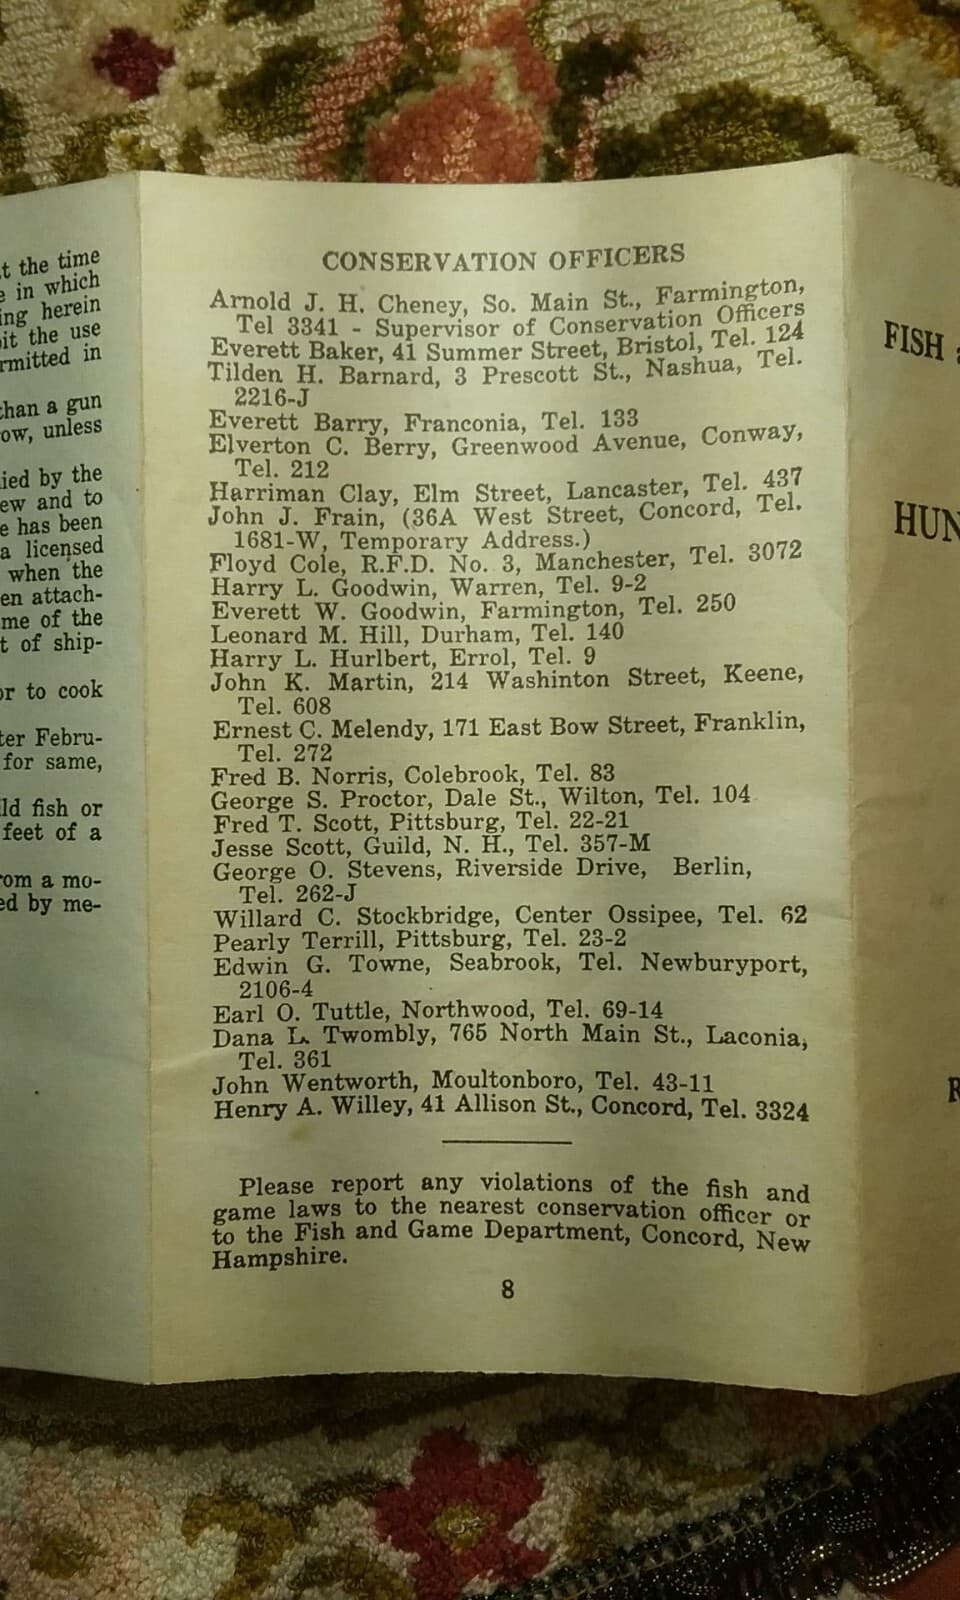 t the time
e in which
ing herein
it the use
rmitted in
than a gun
ow, unless
ied by the
ew and to
e has been
a licensed
when the
en attach-
me of the
t of ship-
or to cook
ter Febru-
for same,
ld fish or
feet of a
rom a mo-
ed by me-
CONSERVATION OFFICERS
Arnold J. H. Cheney, So. Main St., Farmington,
Tel 3341 - Supervisor of Conservation Officers
Everett Baker, 41 Summer Street, Bristol, Tel. 124
Tilden H. Barnard, 3 Prescott St., Nashua, Tel.
2216-J
Everett Barry, Franconia, Tel. 133
Elverton C. Berry, Greenwood Avenue, Conway,
Tel. 212
Harriman Clay, Elm Street, Lancaster, Tel. 437
John J. Frain, (36A West Street, Concord, Tel.
1681-W, Temporary Address.)
Floyd Cole, R.F.D. No. 3, Manchester, Tel. 3072
Harry L. Goodwin, Warren, Tel. 9-2
Everett W. Goodwin, Farmington, Tel. 250
Leonard M. Hill, Durham, Tel. 140
Harry L. Hurlbert, Errol, Tel. 9
John K. Martin, 214 Washinton Street, Keene,
Tel. 608
Ernest C. Melendy, 171 East Bow Street, Franklin,
Tel. 272
Fred B. Norris, Colebrook, Tel. 83
George S. Proctor, Dale St., Wilton, Tel. 104
Fred T. Scott, Pittsburg, Tel. 22-21
Jesse Scott, Guild, N. H., Tel. 357-M
George O. Stevens, Riverside Drive, Berlin,
Tel. 262-J
Willard C. Stockbridge, Center Ossipee, Tel. 62
Pearly Terrill, Pittsburg, Tel. 23-2
Edwin G. Towne, Seabrook, Tel. Newburyport,
2106-4
Earl O. Tuttle, Northwood, Tel. 69-14
Dana L. Twombly, 765 North Main St., Laconia,
Tel. 361
John Wentworth, Moultonboro, Tel. 43-11
Henry A. Willey, 41 Allison St., Concord, Tel. 3324
Please report any violations of the fish and
game laws to the nearest conservation officer or
to the Fish and Game Department, Concord, New
Hampshire.
8
FISH
HUN
R